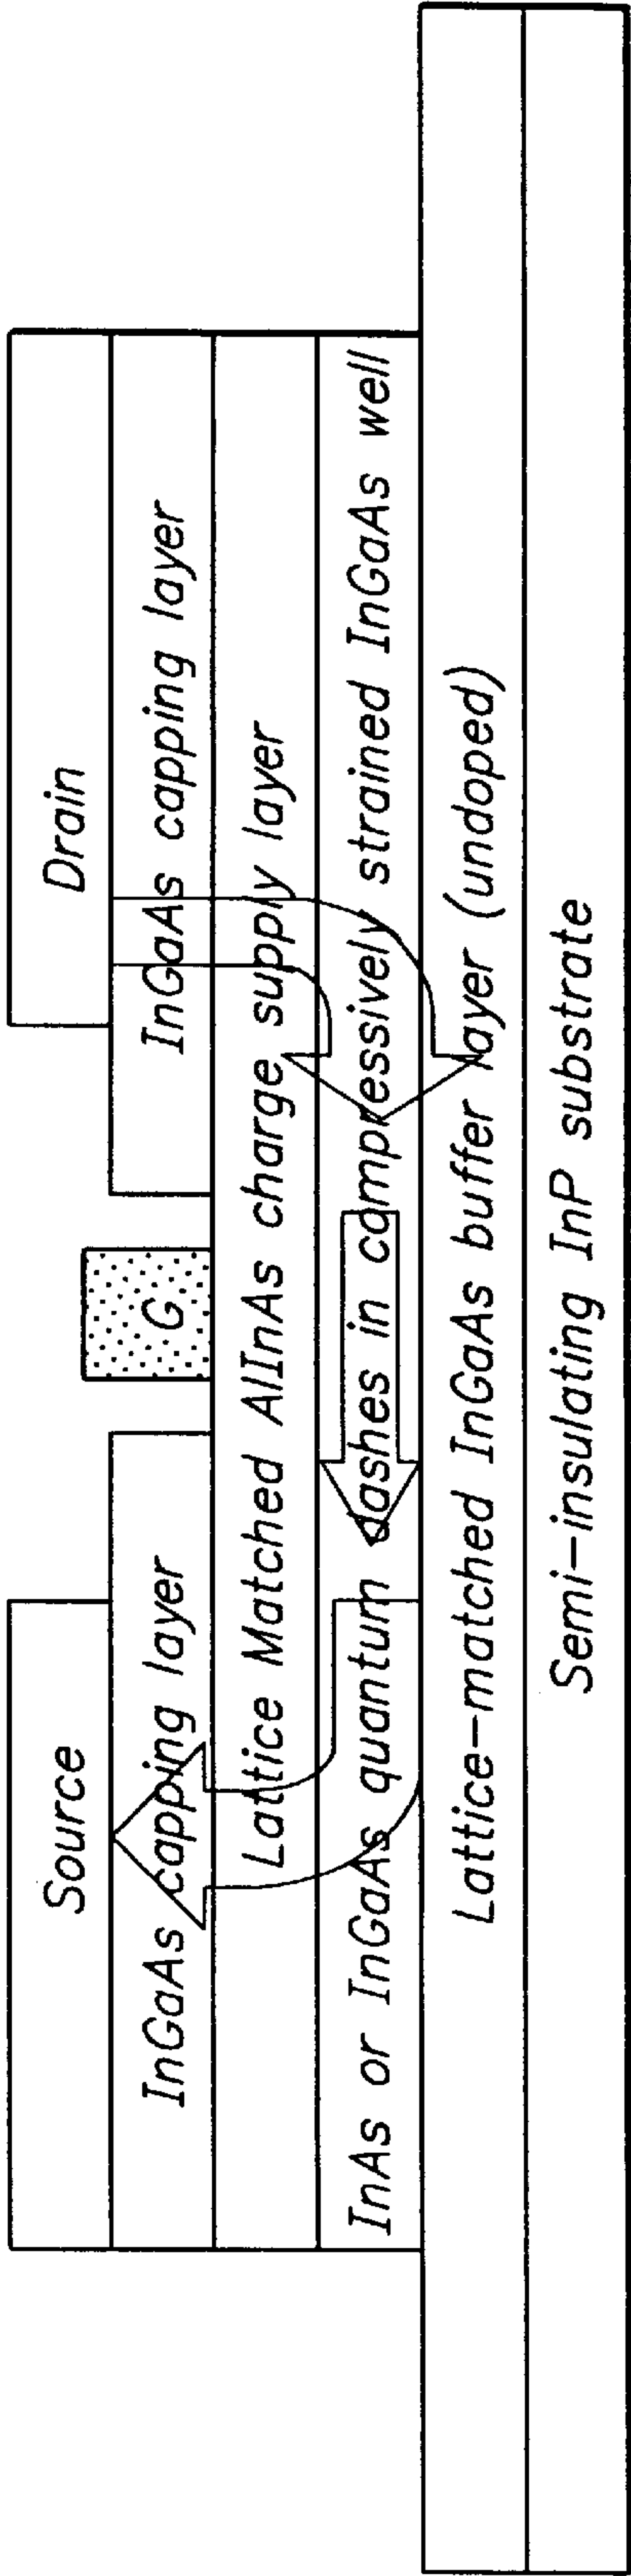 Source
Drain
InGaAs capping layer
G
InGaAs capping layer
Lattice Matched AlInAs charge supply layer
InAs or InGaAs quantum dashes in compressively strained InGaAs well
Lattice-matched InGaAs buffer layer (undoped)
Semi-insulating InP substrate